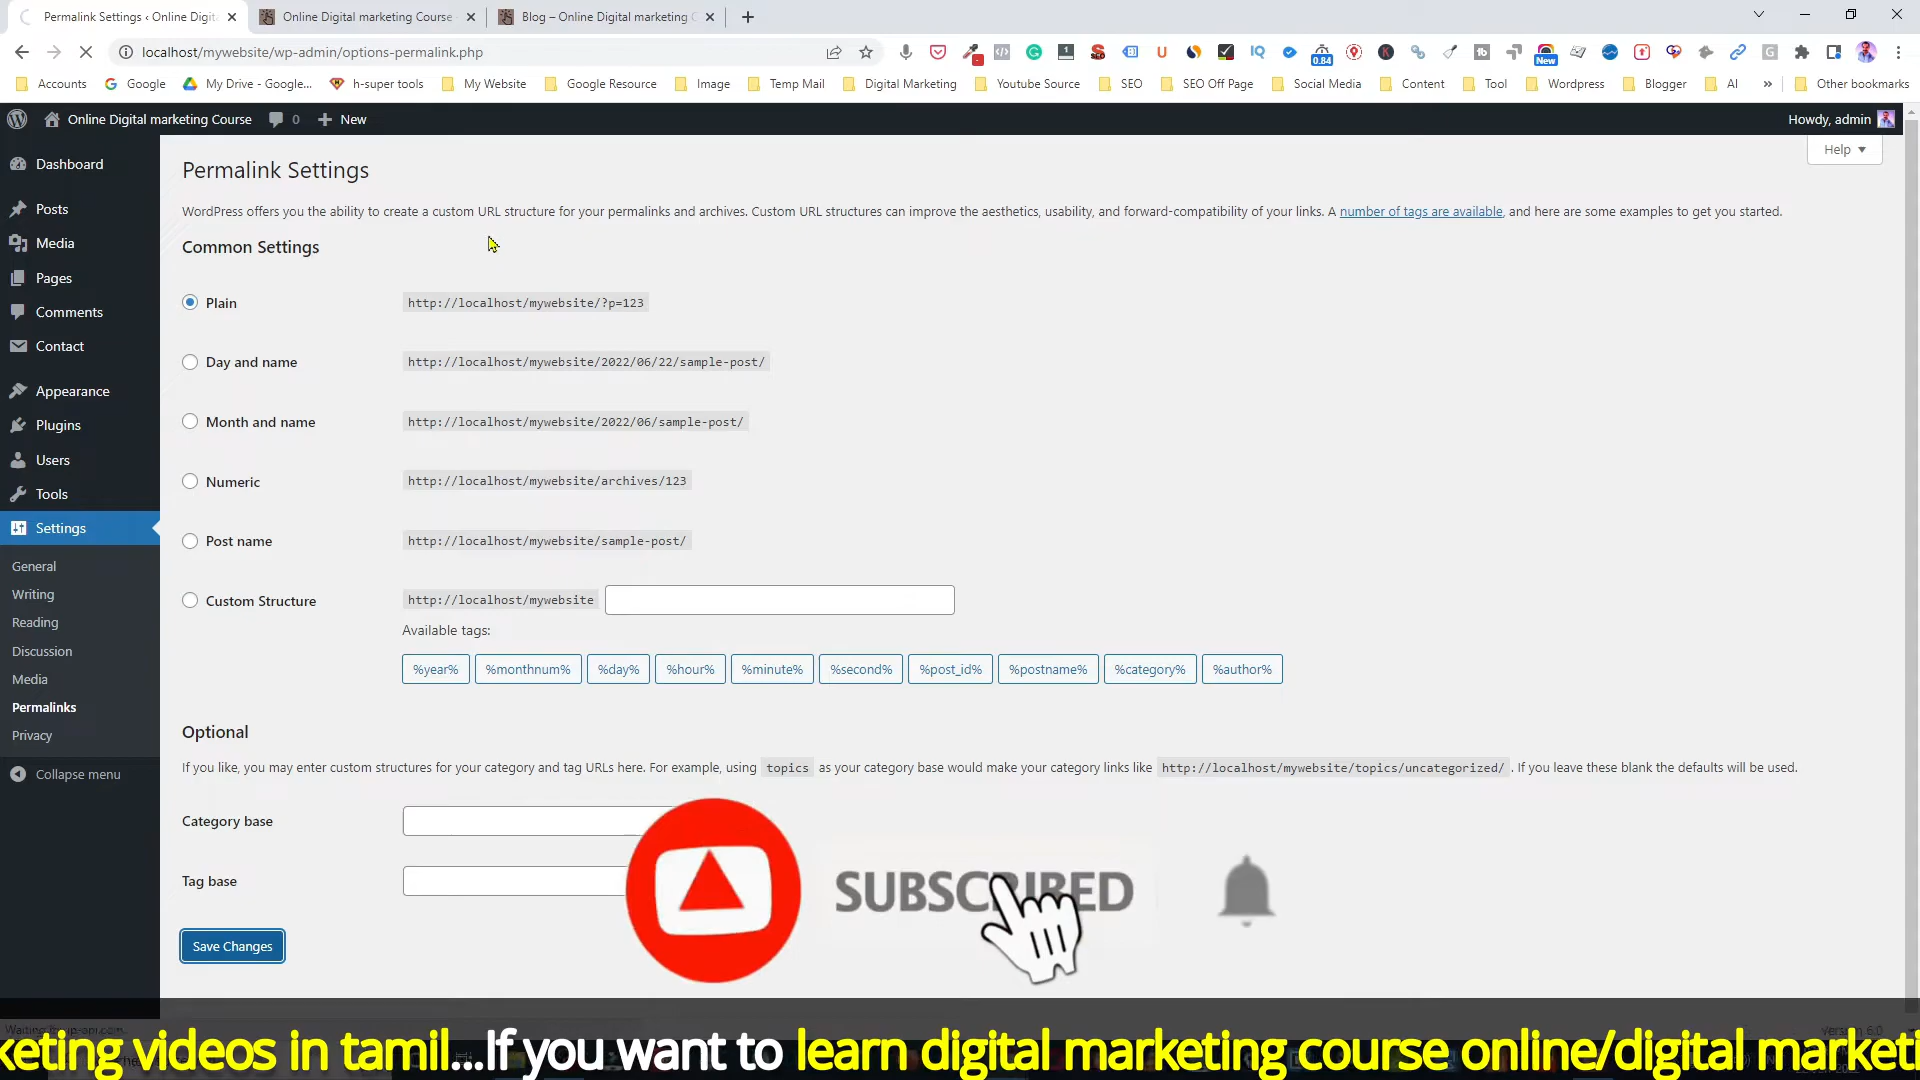 Permalink Settings ‹ Online Digit
Online Digital marketing Course
Blog – Online Digital marketing C
localhost/mywebsite/wp-admin/options-permalink.php
0.84
New
Accounts
Google
My Drive - Google...
h-super tools
My Website
Google Resource
Image
Temp Mail
Digital Marketing
Youtube Source
SEO
SEO Off Page
Social Media
Content
Tool
Wordpress
Blogger
AI
»
Other bookmarks
Online Digital marketing Course
0
New
Howdy, admin
Help
Dashboard
Posts
Media
Pages
Comments
Contact
Appearance
Plugins
Users
Tools
Settings
General
Writing
Reading
Discussion
Media
Permalinks
Privacy
Collapse menu
Permalink Settings
WordPress offers you the ability to create a custom URL structure for your permalinks and archives. Custom URL structures can improve the aesthetics, usability, and forward-compatibility of your links. A number of tags are available, and here are some examples to get you started.
Common Settings
Plain http://localhost/mywebsite/?p=123
Day and name http://localhost/mywebsite/2022/06/22/sample-post/
Month and name http://localhost/mywebsite/2022/06/sample-post/
Numeric http://localhost/mywebsite/archives/123
Post name http://localhost/mywebsite/sample-post/
Custom Structure http://localhost/mywebsite
Available tags:
%year% %monthnum% %day% %hour% %minute% %second% %post_id% %postname% %category% %author%
Optional
If you like, you may enter custom structures for your category and tag URLs here. For example, using topics as your category base would make your category links like http://localhost/mywebsite/topics/uncategorized/ . If you leave these blank the defaults will be used.
Category base
Tag base
Save Changes
SUBSCRIBED
keting videos in tamil...If you want to learn digital marketing course online/digital marketi